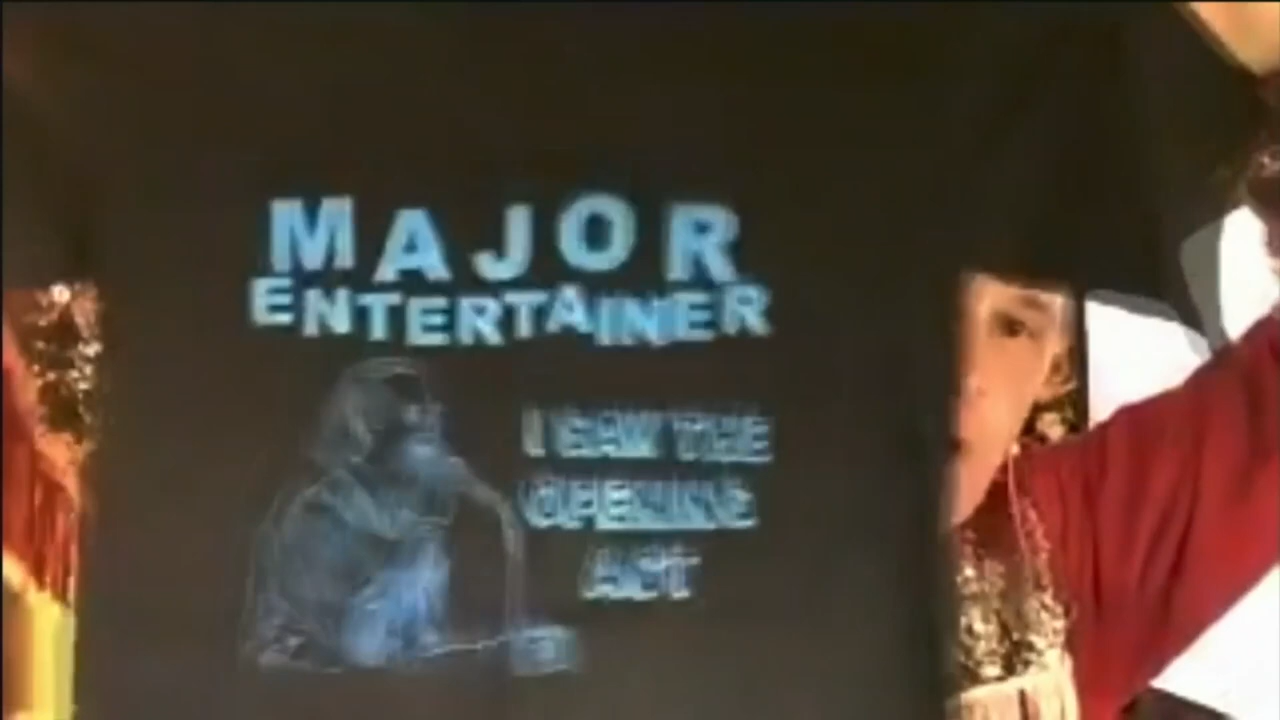 MAJOR
ENTERTAINER
I SAW THE
OPENING
ACT